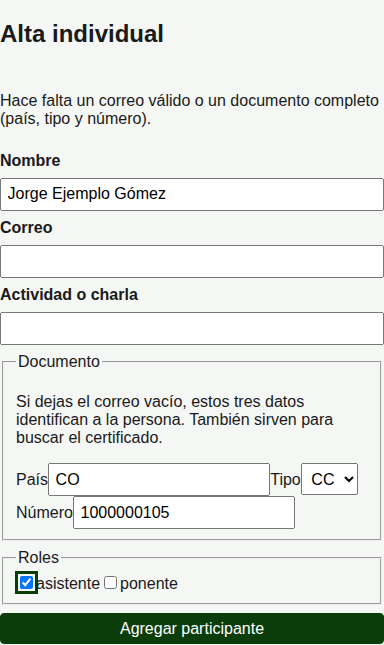 Alta individual
Hace falta un correo válido o un documento completo
(país, tipo y número).
Nombre
Jorge Ejemplo Gómez
Correo
Actividad o charla
Documento
Si dejas el correo vacío, estos tres datos
identifican a la persona. También sirven para
buscar el certificado.
País CO Tipo CC
Número 1000000105
Roles
asistente ponente
Agregar participante